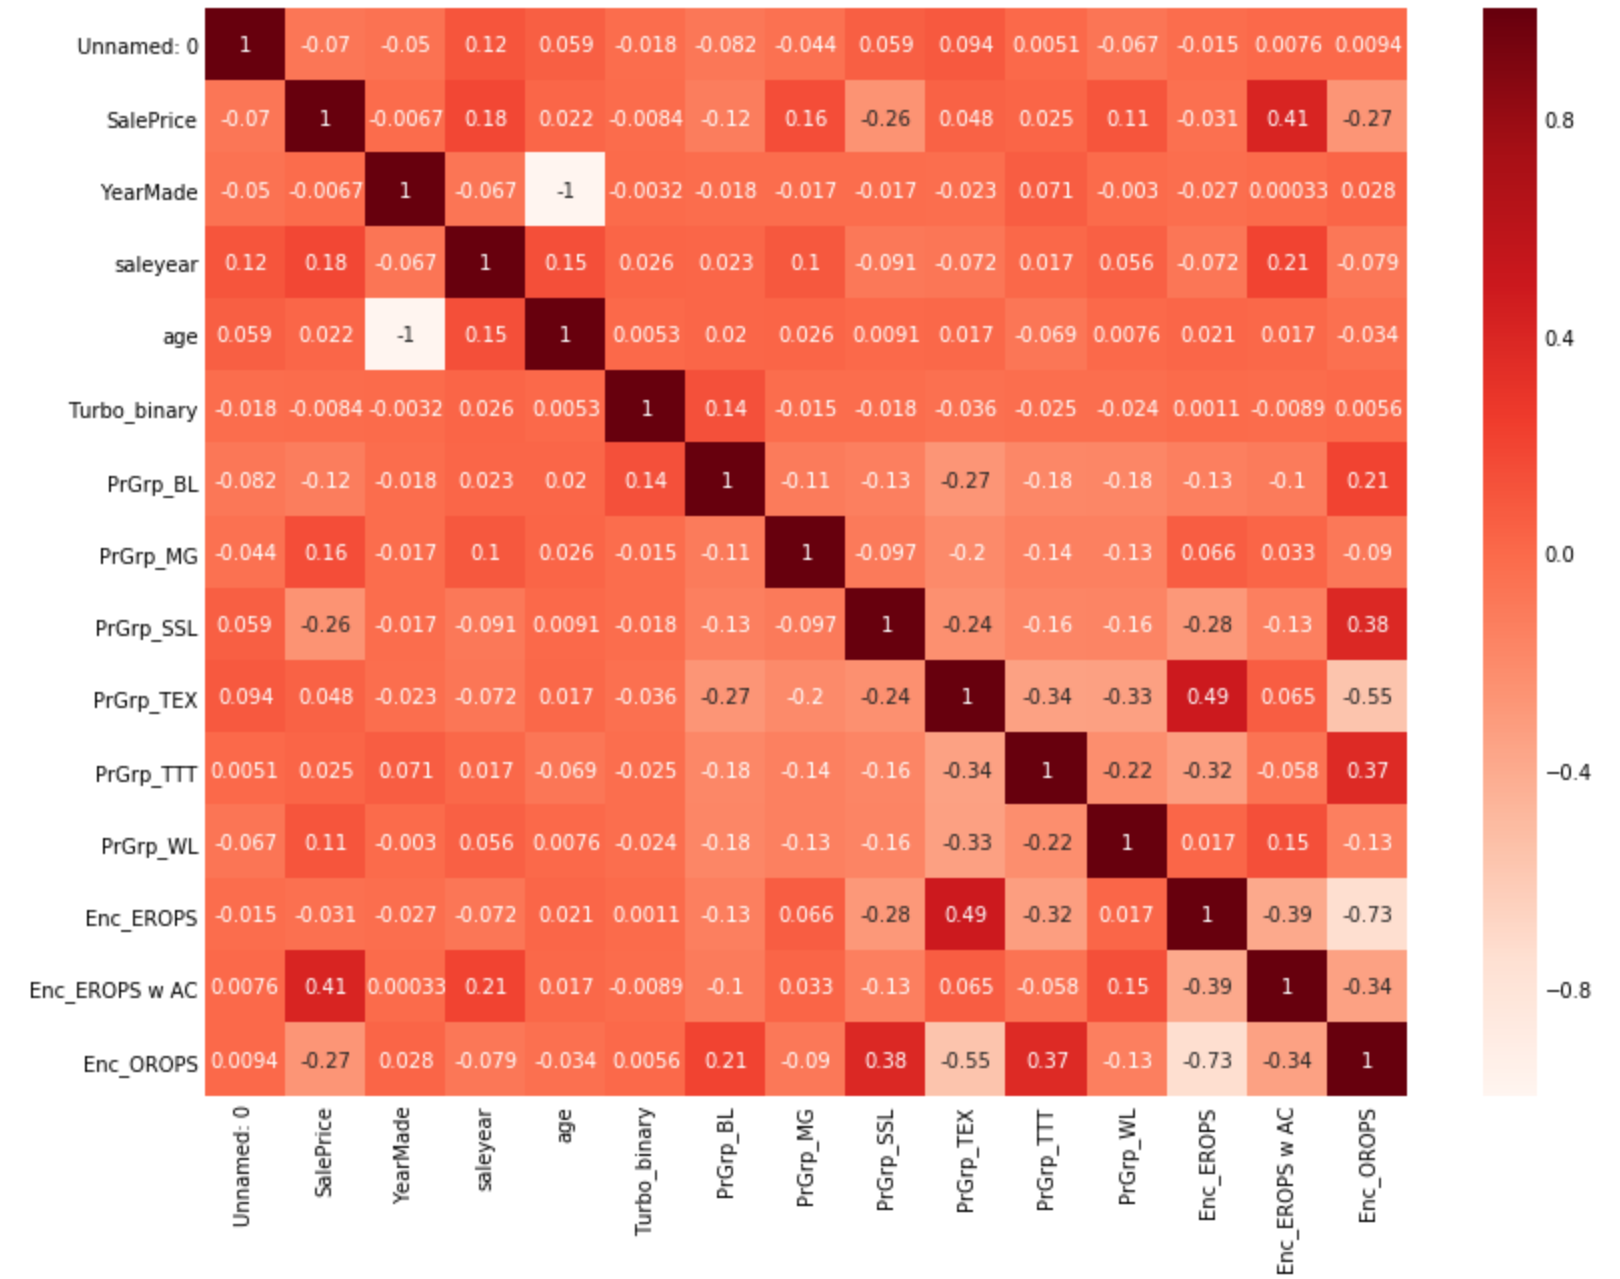 Unnamed: 0 1 -0.07 -0.05 0.12 0.059 -0.018 -0.082 -0.044 0.059 0.094 0.0051 -0.067 -0.015 0.0076 0.0094
SalePrice -0.07 1 -0.0067 0.18 0.022 -0.0084 -0.12 0.16 -0.26 0.048 0.025 0.11 -0.031 0.41 -0.27
YearMade -0.05 -0.0067 1 -0.067 -1 -0.0032 -0.018 -0.017 -0.017 -0.023 0.071 -0.003 -0.027 0.00033 0.028
saleyear 0.12 0.18 -0.067 1 0.15 0.026 0.023 0.1 -0.091 -0.072 0.017 0.056 -0.072 0.21 -0.079
age 0.059 0.022 -1 0.15 1 0.0053 0.02 0.026 0.0091 0.017 -0.069 0.0076 0.021 0.017 -0.034
Turbo_binary -0.018 -0.0084 -0.0032 0.026 0.0053 1 0.14 -0.015 -0.018 -0.036 -0.025 -0.024 0.0011 -0.0089 0.0056
PrGrp_BL -0.082 -0.12 -0.018 0.023 0.02 0.14 1 -0.11 -0.13 -0.27 -0.18 -0.18 -0.13 -0.1 0.21
PrGrp_MG -0.044 0.16 -0.017 0.1 0.026 -0.015 -0.11 1 -0.097 -0.2 -0.14 -0.13 0.066 0.033 -0.09
PrGrp_SSL 0.059 -0.26 -0.017 -0.091 0.0091 -0.018 -0.13 -0.097 1 -0.24 -0.16 -0.16 -0.28 -0.13 0.38
PrGrp_TEX 0.094 0.048 -0.023 -0.072 0.017 -0.036 -0.27 -0.2 -0.24 1 -0.34 -0.33 0.49 0.065 -0.55
PrGrp_TTT 0.0051 0.025 0.071 0.017 -0.069 -0.025 -0.18 -0.14 -0.16 -0.34 1 -0.22 -0.32 -0.058 0.37
PrGrp_WL -0.067 0.11 -0.003 0.056 0.0076 -0.024 -0.18 -0.13 -0.16 -0.33 -0.22 1 0.017 0.15 -0.13
Enc_EROPS -0.015 -0.031 -0.027 -0.072 0.021 0.0011 -0.13 0.066 -0.28 0.49 -0.32 0.017 1 -0.39 -0.73
Enc_EROPS w AC 0.0076 0.41 0.00033 0.21 0.017 -0.0089 -0.1 0.033 -0.13 0.065 -0.058 0.15 -0.39 1 -0.34
Enc_OROPS 0.0094 -0.27 0.028 -0.079 -0.034 0.0056 0.21 -0.09 0.38 -0.55 0.37 -0.13 -0.73 -0.34 1
Unnamed: 0
SalePrice
YearMade
saleyear
age
Turbo_binary
PrGrp_BL
PrGrp_MG
PrGrp_SSL
PrGrp_TEX
PrGrp_TTT
PrGrp_WL
Enc_EROPS
Enc_EROPS w AC
Enc_OROPS
0.8
0.4
0.0
−0.4
−0.8